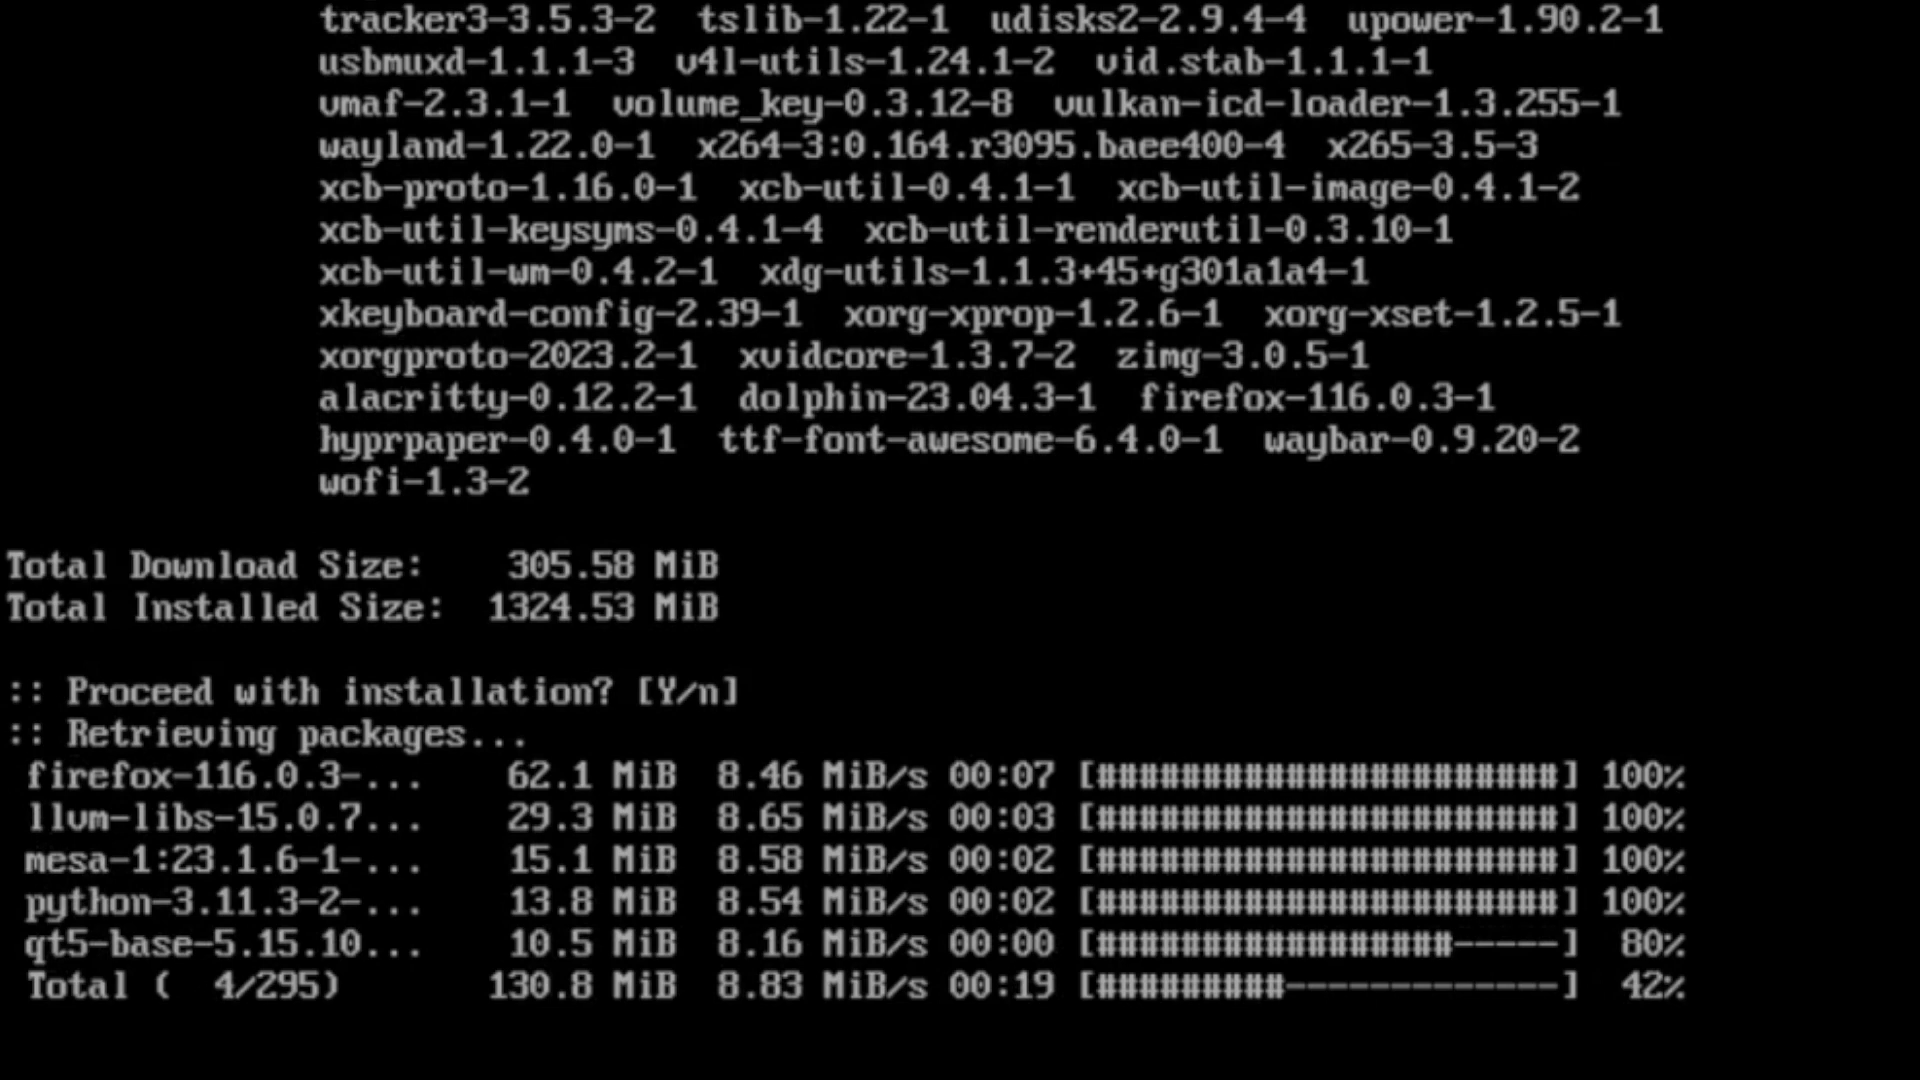 tracker3-3.5.3-2  tslib-1.22-1  udisks2-2.9.4-4  upower-1.90.2-1
usbmuxd-1.1.1-3  v4l-utils-1.24.1-2  vid.stab-1.1.1-1
vmaf-2.3.1-1  volume_key-0.3.12-8  vulkan-icd-loader-1.3.255-1
wayland-1.22.0-1  x264-3:0.164.r3095.baee400-4  x265-3.5-3
xcb-proto-1.16.0-1  xcb-util-0.4.1-1  xcb-util-image-0.4.1-2
xcb-util-keysyms-0.4.1-4  xcb-util-renderutil-0.3.10-1
xcb-util-wm-0.4.2-1  xdg-utils-1.1.3+45+g301a1a4-1
xkeyboard-config-2.39-1  xorg-xprop-1.2.6-1  xorg-xset-1.2.5-1
xorgproto-2023.2-1  xvidcore-1.3.7-2  zimg-3.0.5-1
alacritty-0.12.2-1  dolphin-23.04.3-1  firefox-116.0.3-1
hyprpaper-0.4.0-1  ttf-font-awesome-6.4.0-1  waybar-0.9.20-2
wofi-1.3-2
Total Download Size:    305.58 MiB
Total Installed Size:  1324.53 MiB
:: Proceed with installation? [Y/n]
:: Retrieving packages...
firefox-116.0.3-...    62.1 MiB  8.46 MiB/s 00:07 [######################] 100%
llvm-libs-15.0.7...    29.3 MiB  8.65 MiB/s 00:03 [######################] 100%
mesa-1:23.1.6-1-...    15.1 MiB  8.58 MiB/s 00:02 [######################] 100%
python-3.11.3-2-...    13.8 MiB  8.54 MiB/s 00:02 [######################] 100%
qt5-base-5.15.10...    10.5 MiB  8.16 MiB/s 00:00 [#################-----]  80%
Total (  4/295)       130.8 MiB  8.83 MiB/s 00:19 [#########-------------]  42%